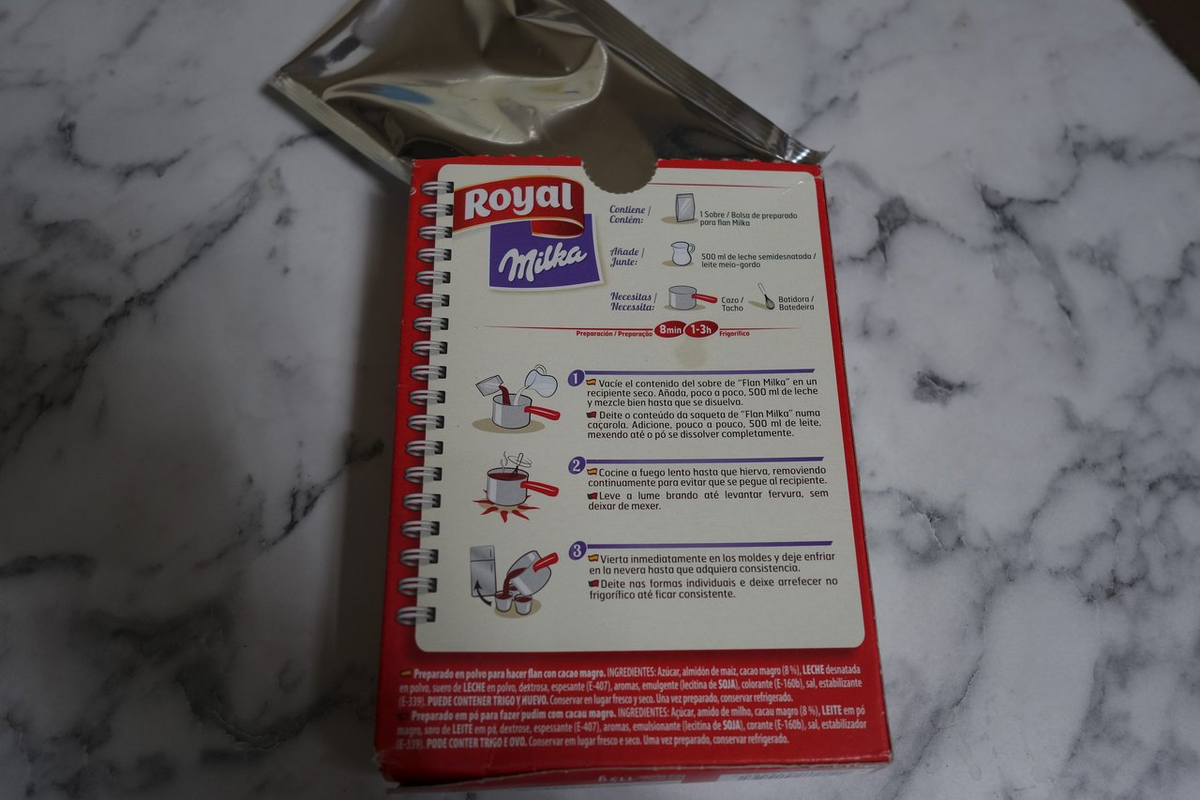 Royal
Milka
Contiene /
Contém:
1 Sobre / Bolsa de preparado
para flan Milka
Añade /
Junte:
500 ml de leche semidesnatada /
leite meio-gordo
Necesitas /
Necessita:
Cazo /
Tacho
Batidora /
Batedeira
Preparación / Preparação 8min 1-3h Frigorífico
1 Vacíe el contenido del sobre de "Flan Milka" en un
recipiente seco. Añada, poco a poco, 500 ml de leche
y mezcle bien hasta que se disuelva.
Deite o conteúdo da saqueta de "Flan Milka" numa
caçarola. Adicione, pouco a pouco, 500 ml de leite,
mexendo até o pó se dissolver completamente.
2 Cocine a fuego lento hasta que hierva, removiendo
continuamente para evitar que se pegue al recipiente.
Leve a lume brando até levantar fervura, sem
deixar de mexer.
3 Vierta inmediatamente en los moldes y deje enfriar
en la nevera hasta que adquiera consistencia.
Deite nas formas individuais e deixe arrefecer no
frigorífico até ficar consistente.
Preparado en polvo para hacer flan con cacao magro. INGREDIENTES: Azúcar, almidón de maíz, cacao magro (8 %), LECHE desnatada
en polvo, suero de LECHE en polvo, dextrosa, espesante (E-407), aromas, emulgente (lecitina de SOJA), colorante (E-160b), sal, estabilizante
(E-339). PUEDE CONTENER TRIGO Y HUEVO. Conservar en lugar fresco y seco. Una vez preparado, conservar refrigerado.
Preparado em pó para fazer pudim com cacau magro. INGREDIENTES: Açúcar, amido de milho, cacau magro (8 %), LEITE em pó
magro, soro de LEITE em pó, dextrose, espessante (E-407), aromas, emulsionante (lecitina de SOJA), corante (E-160b), sal, estabilizador
(E-339). PODE CONTER TRIGO E OVO. Conservar em lugar fresco e seco. Uma vez preparado, conservar refrigerado.